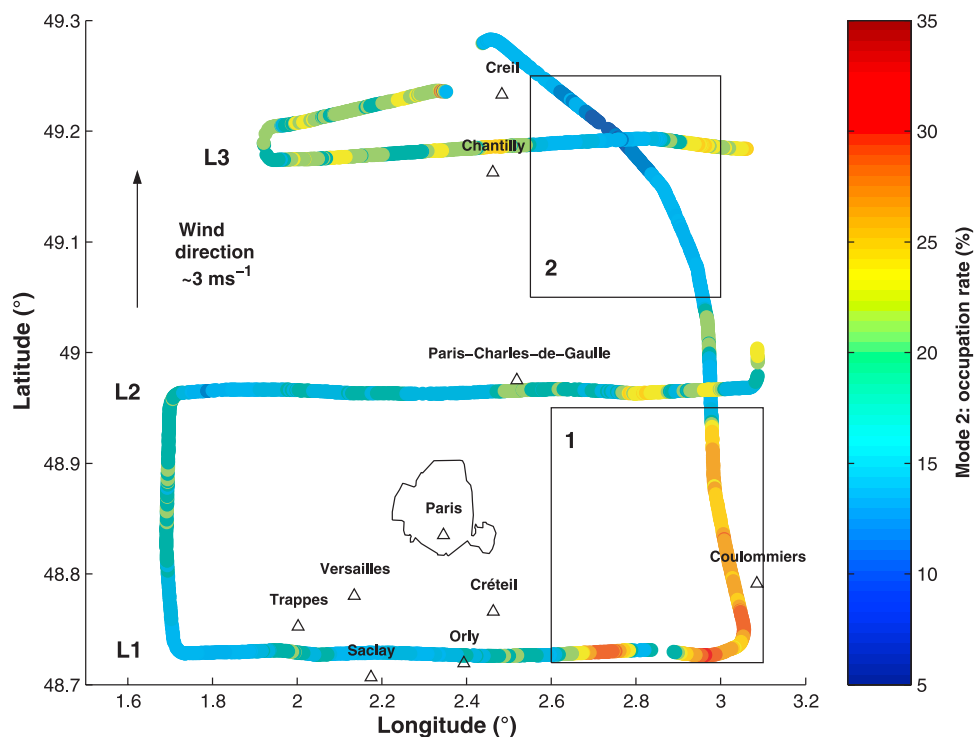 49.3
49.2
49.1
49
48.9
48.8
48.7
Latitude (°)
1.6
1.8
2
2.2
2.4
2.6
2.8
3
3.2
Longitude (°)
Creil
Chantilly
L3
Wind
direction
~3 ms⁻¹
2
Paris–Charles–de–Gaulle
L2
1
Paris
Coulommiers
Versailles
Créteil
Trappes
Orly
Saclay
L1
35
30
25
20
15
10
5
Mode 2: occupation rate (%)